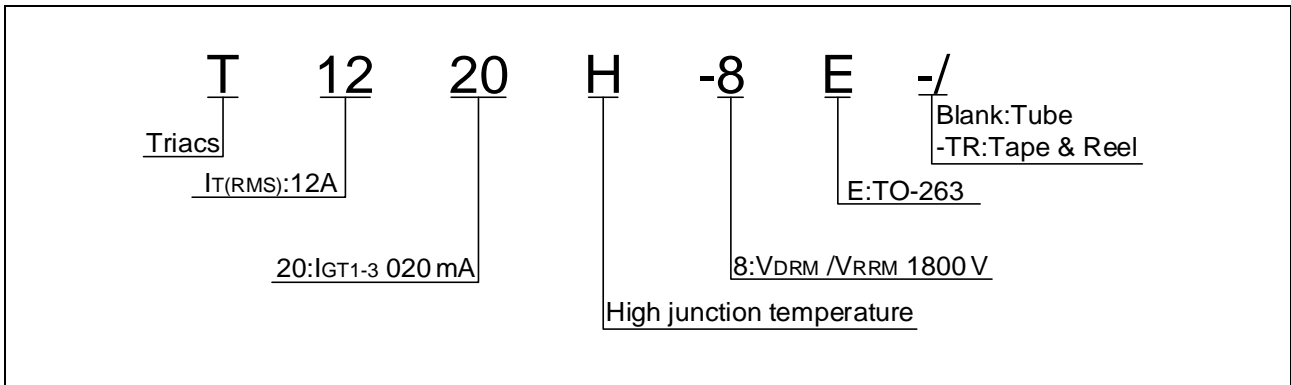 T 12 20 H -8 E -/
Triacs
Blank:Tube
-TR:Tape & Reel
IT(RMS):12A
E:TO-263
20:IGT1-3 020 mA
8:VDRM /VRRM 1800 V
High junction temperature